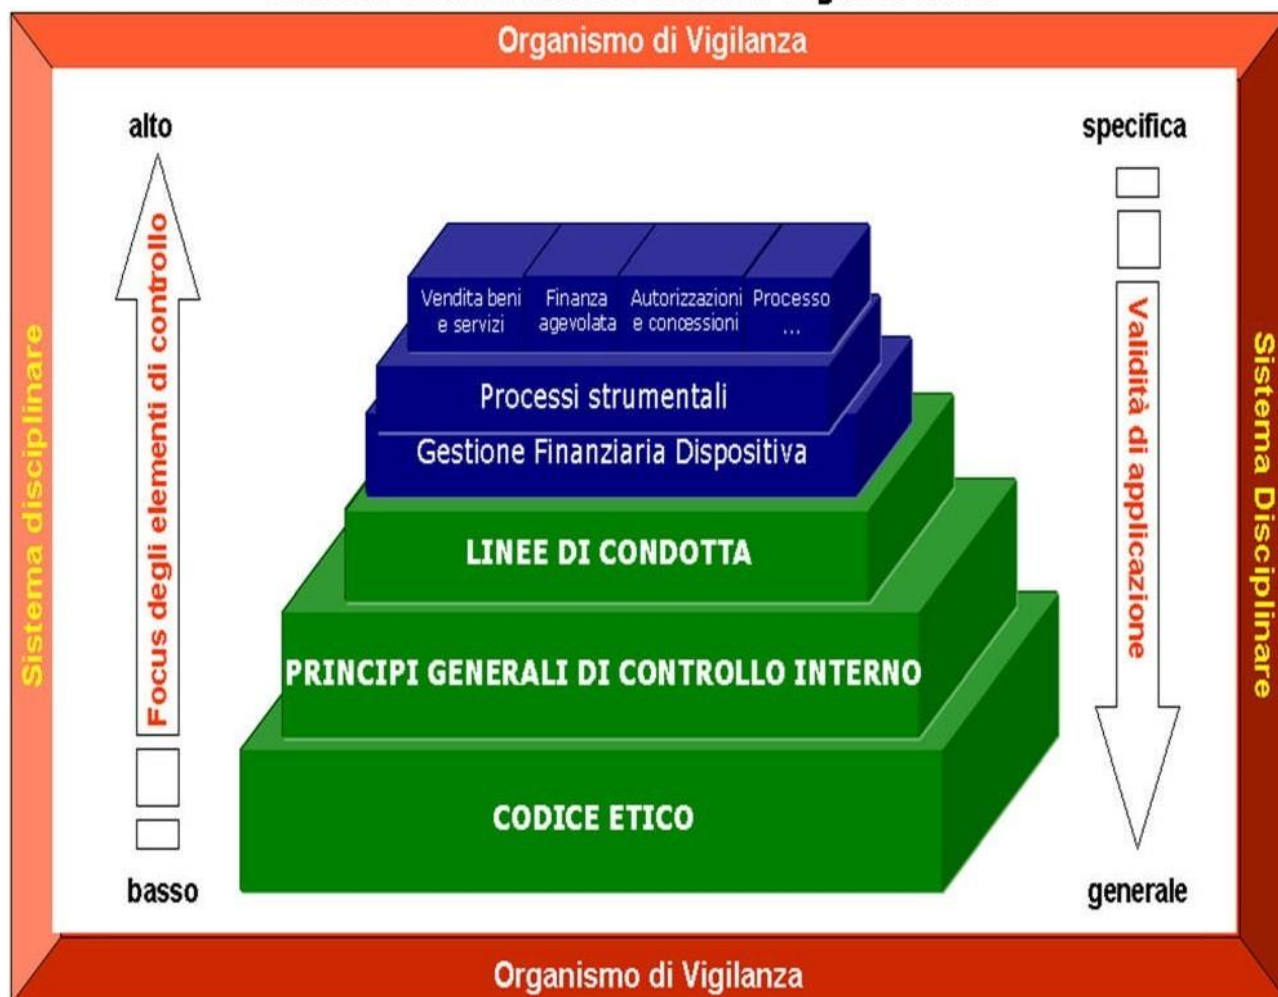 Organismo di Vigilanza
alto
specifica
Focus degli elementi di controllo
Validità di applicazione
Sistema disciplinare
Sistema Disciplinare
Vendita beni
e servizi
Finanza
agevolata
Autorizzazioni
e concessioni
Processo
...
Processi strumentali
Gestione Finanziaria Dispositiva
LINEE DI CONDOTTA
PRINCIPI GENERALI DI CONTROLLO INTERNO
CODICE ETICO
basso
generale
Organismo di Vigilanza